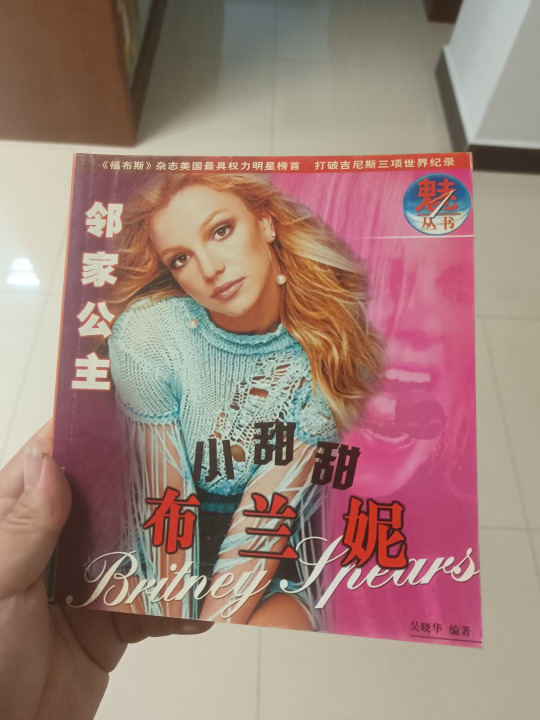 《福布斯》杂志美国最具权力明星榜首 打破吉尼斯三项世界纪录
魅
丛书
邻家公主
小甜甜
布兰妮
Britney Spears
吴晓华 编著